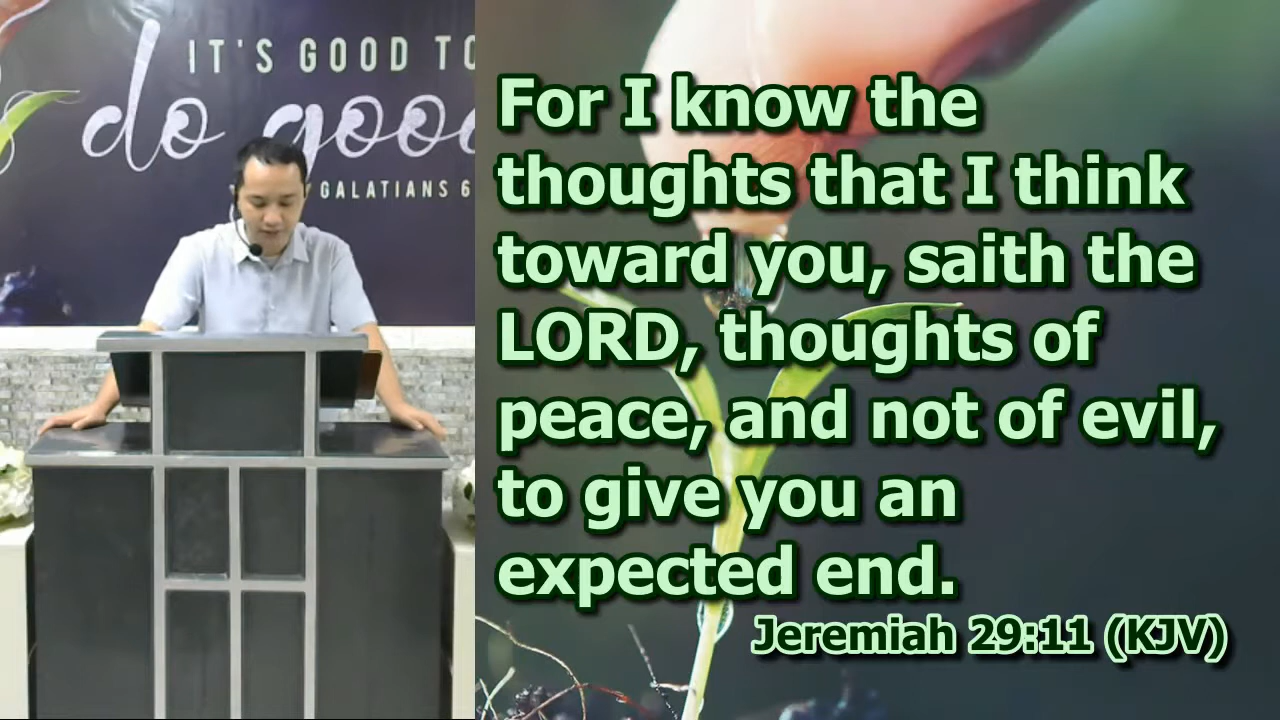 IT'S GOOD TO
do good
GALATIANS 6
For I know the
thoughts that I think
toward you, saith the
LORD, thoughts of
peace, and not of evil,
to give you an
expected end.
Jeremiah 29:11 (KJV)